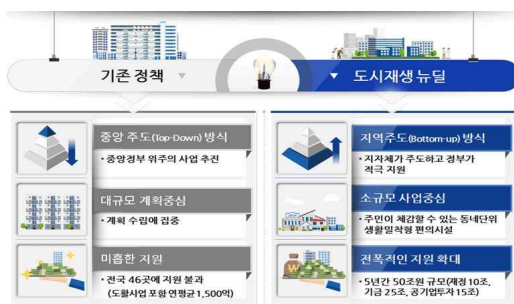 기존 정책
도시재생 뉴딜
중앙 주도(Top-Down) 방식
• 중앙정부 위주의 사업 추진
대규모 계획중심
• 계획 수립에 집중
미흡한 지원
• 전국 46곳에 지원 불과
(도활사업 포함 연평균 1,500억)
지역주도(Bottom-up) 방식
• 지자체가 주도하고 정부가
적극 지원
소규모 사업중심
• 주민이 체감할 수 있는 동네단위
생활밀착형 편의시설
전폭적인 지원 확대
• 5년간 50조원 규모(재정10조,
기금 25조, 공기업투자 15조)